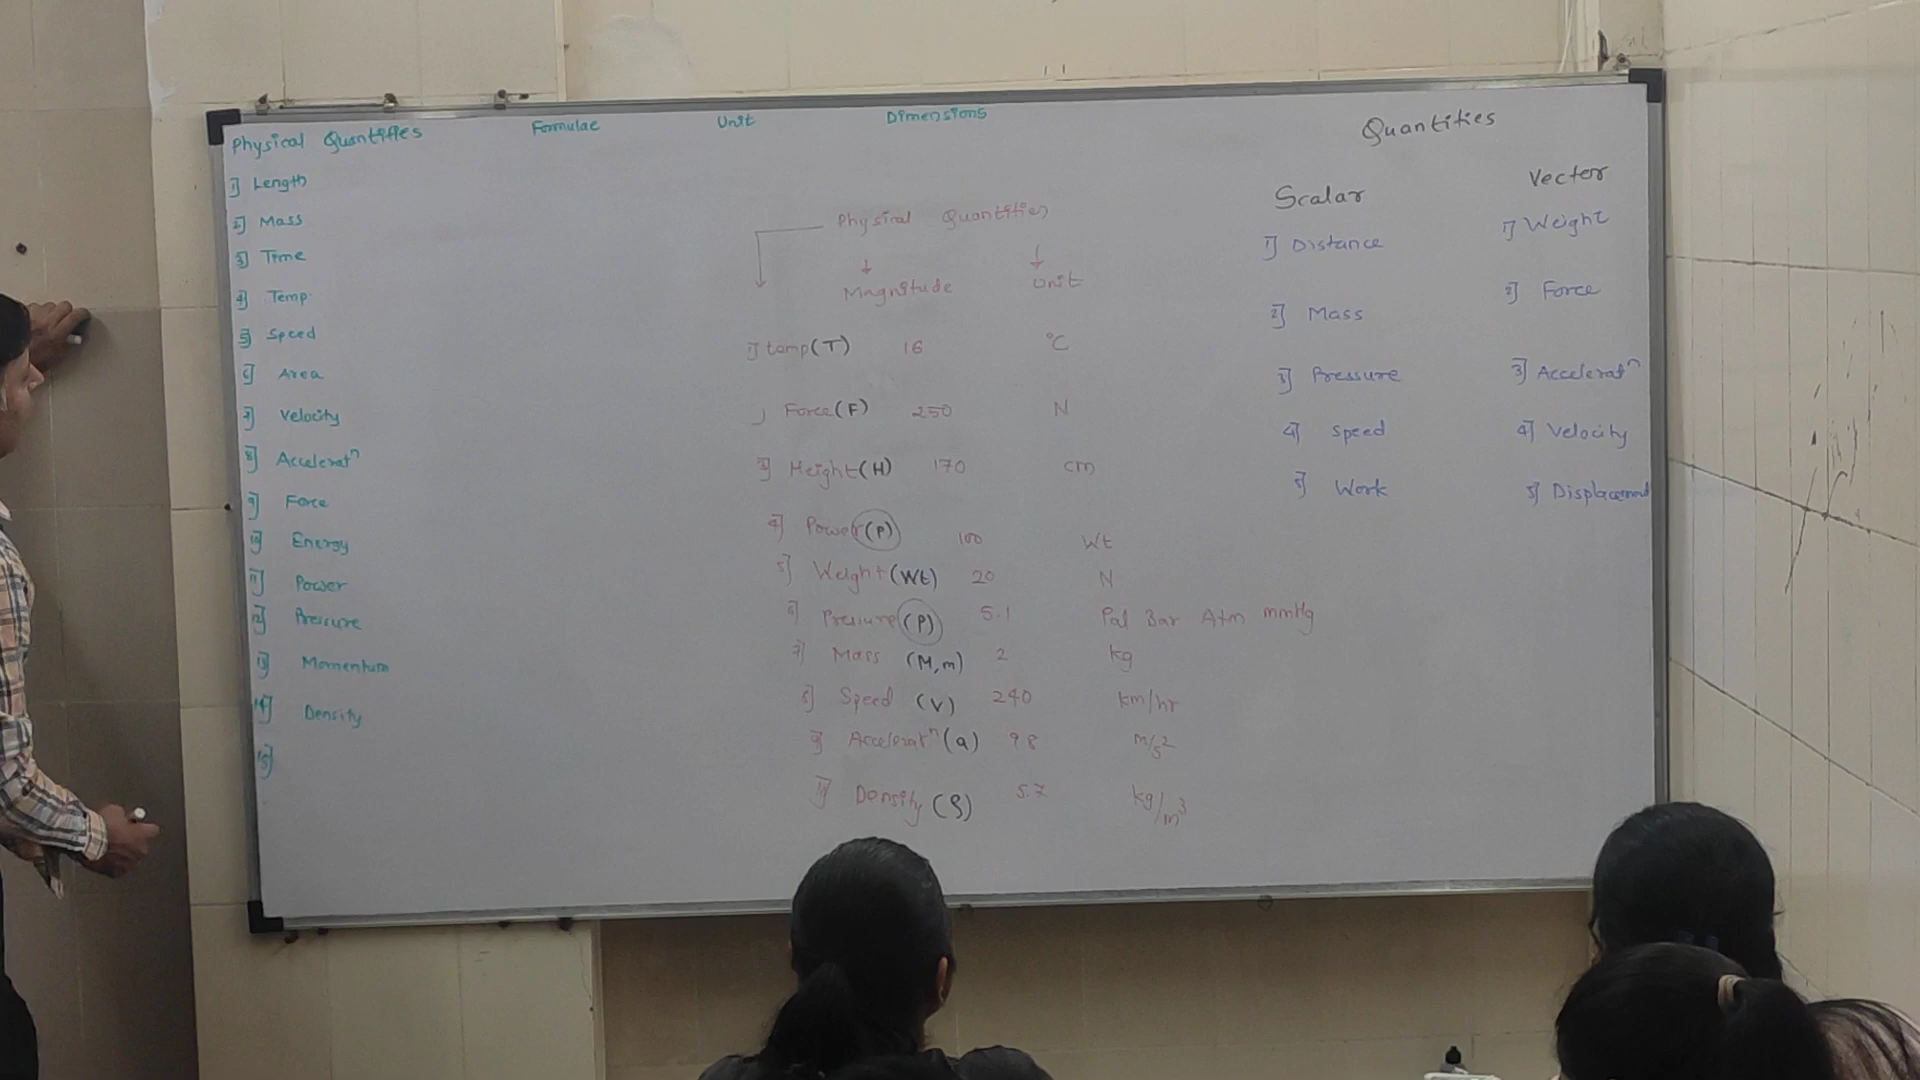 Physical Quantities Formulae Unit Dimensions
1] Length
2] Mass
3] Time
4] Temp
5] Speed
6] Area
7] Velocity
8] Acceleratⁿ
9] Force
10] Energy
11] Power
12] Pressure
13] Momentum
14] Density
15]
Physical Quantities
Magnitude Unit
1] temp(T) 16 °C
] Force(F) 250 N
3] Height(H) 170 cm
4] Power(P) 100 Wt
5] Weight(Wt) 20 N
6] Pressure(P) 5.1 Pal Bar Atm mmHg
7] Mass (M,m) 2 kg
8] Speed (V) 240 km/hr
9] Acceleratⁿ(a) 98 m/s²
10] Density(ρ) 5.7 kg/m³
Quantities
Scalar Vector
1] Distance 1] Weight
2] Mass 2] Force
3] Pressure 3] Acceleratⁿ
4] Speed 4] Velocity
5] Work 5] Displacement